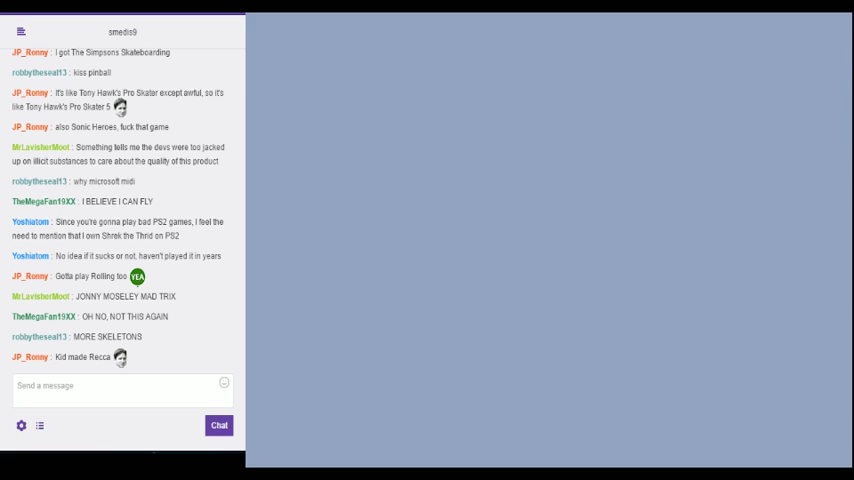 smedis9
JP_Ronny : I got The Simpsons Skateboarding
robbytheseal13 : kiss pinball
JP_Ronny : It's like Tony Hawk's Pro Skater except awful, so it's
like Tony Hawk's Pro Skater 5
JP_Ronny : also Sonic Heroes, fuck that game
MrLavisherMoot : Something tells me the devs were too jacked
up on illicit substances to care about the quality of this product
robbytheseal13 : why microsoft midi
TheMegaFan19XX : I BELIEVE I CAN FLY
Yoshiatom : Since you're gonna play bad PS2 games, I feel the
need to mention that I own Shrek the Thrid on PS2
Yoshiatom : No idea if it sucks or not, haven't played it in years
JP_Ronny : Gotta play Rolling too YEA
MrLavisherMoot : JONNY MOSELEY MAD TRIX
TheMegaFan19XX : OH NO, NOT THIS AGAIN
robbytheseal13 : MORE SKELETONS
JP_Ronny : Kid made Recca
Send a message
Chat